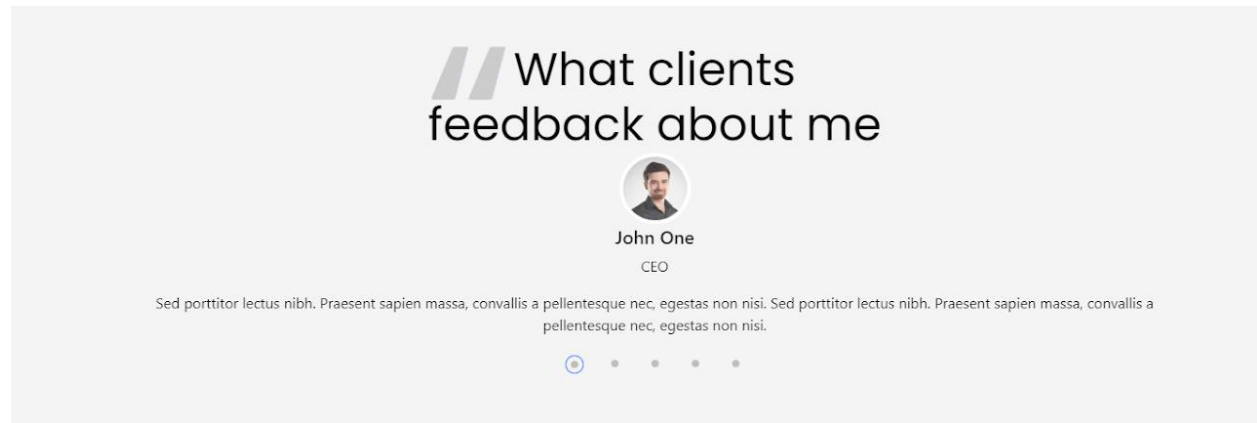 What clients
feedback about me
John One
CEO
Sed porttitor lectus nibh. Praesent sapien massa, convallis a pellentesque nec, egestas non nisi. Sed porttitor lectus nibh. Praesent sapien massa, convallis a
pellentesque nec, egestas non nisi.